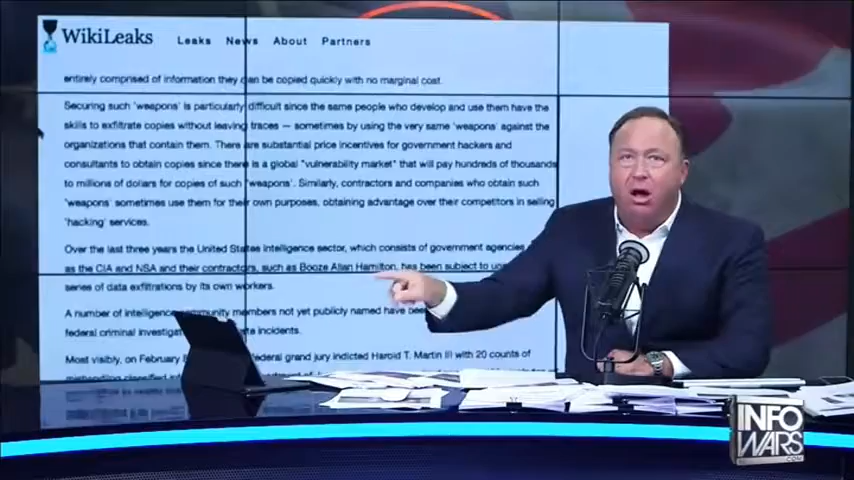 WikiLeaks
Leaks News About Partners
entirely comprised of information they can be copied quickly with no marginal cost.
Securing such 'weapons' is particularly difficult since the same people who develop and use them have the
skills to exfiltrate copies without leaving traces — sometimes by using the very same 'weapons' against the
organizations that contain them. There are substantial price incentives for government hackers and
consultants to obtain copies since there is a global "vulnerability market" that will pay hundreds of thousands
to millions of dollars for copies of such 'weapons'. Similarly, contractors and companies who obtain such
'weapons' sometimes use them for their own purposes, obtaining advantage over their competitors in selling
'hacking' services.
Over the last three years the United States intelligence sector, which consists of government agencies
as the CIA and NSA and their contractors, such as Booze Allan Hamilton, has been subject to
series of data exfiltrations by its own workers.
A number of intelligence community members not yet publicly named have
federal criminal incidents.
Most visibly, on February federal grand jury indicted Harold T. Martin III with 20 counts of
mishandling classified
INFO
WARS
.COM